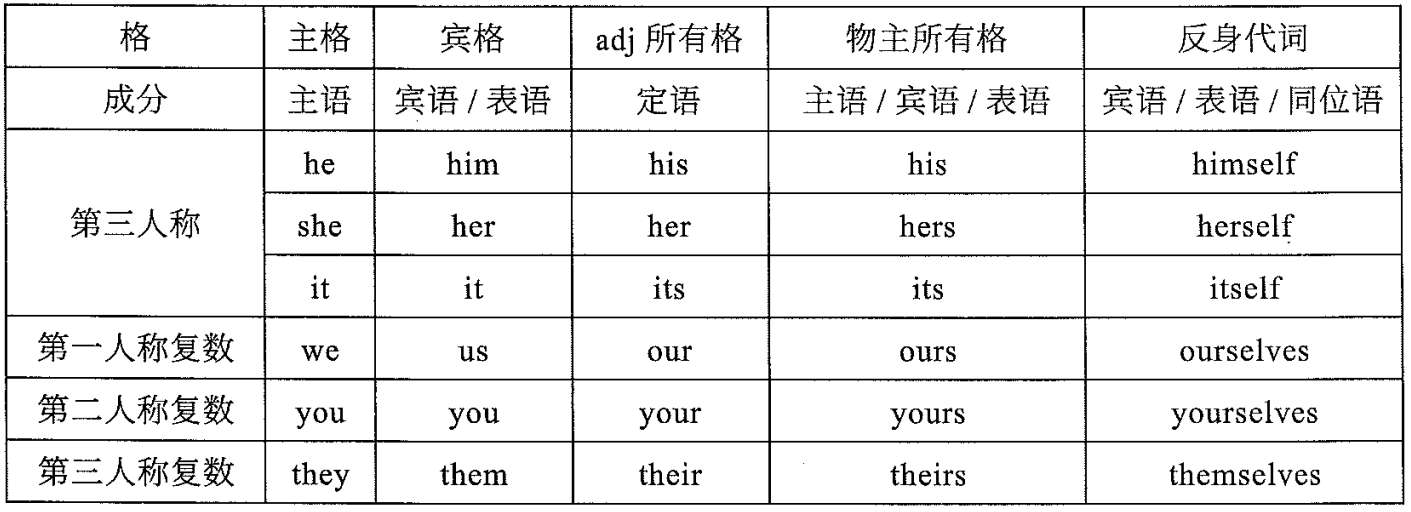 格 主格 宾格 adj 所有格 物主所有格 反身代词
成分 主语 宾语 / 表语 定语 主语 / 宾语 / 表语 宾语 / 表语 / 同位语
he him his his himself
第三人称 she her her hers herself
it it its its itself
第一人称复数 we us our ours ourselves
第二人称复数 you you your yours yourselves
第三人称复数 they them their theirs themselves